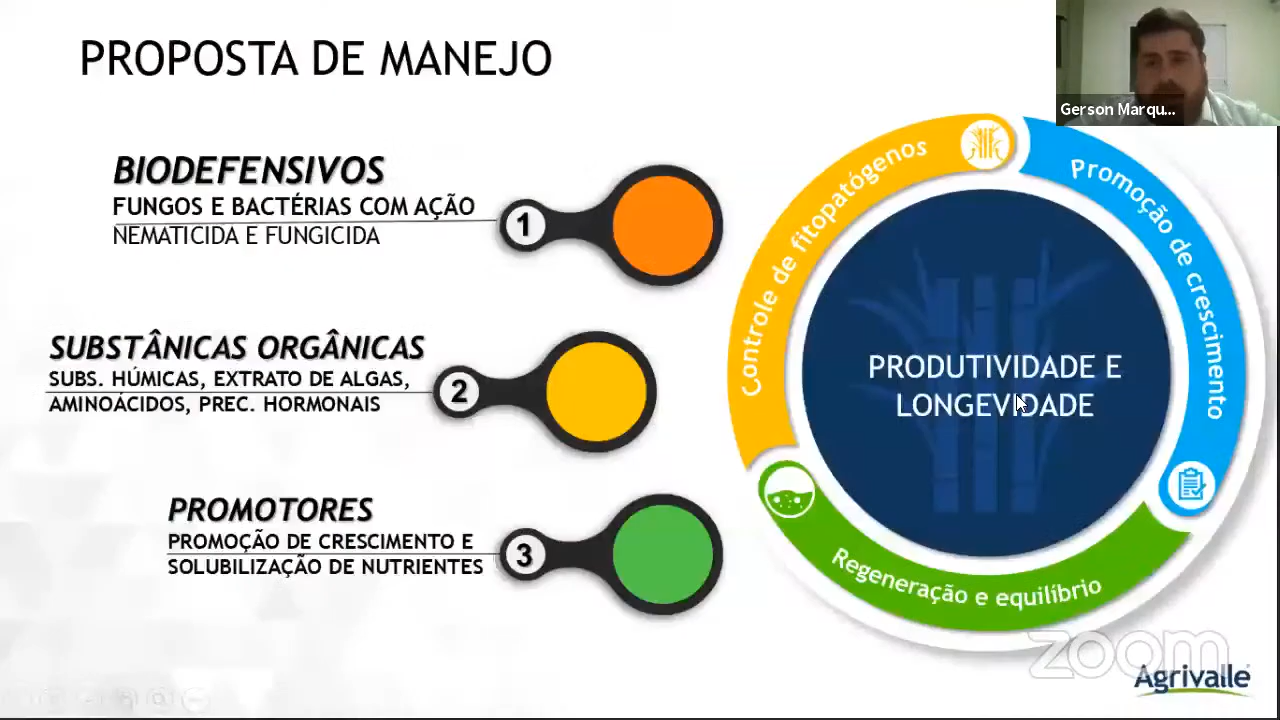 PROPOSTA DE MANEJO
Gerson Marqu...
BIODEFENSIVOS
FUNGOS E BACTÉRIAS COM AÇÃO
NEMATICIDA E FUNGICIDA
1
SUBSTÂNICAS ORGÂNICAS
SUBS. HÚMICAS, EXTRATO DE ALGAS,
AMINOÁCIDOS, PREC. HORMONAIS
2
PROMOTORES
PROMOÇÃO DE CRESCIMENTO E
SOLUBILIZAÇÃO DE NUTRIENTES
3
Controle de fitopatógenos
Promoção de crescimento
PRODUTIVIDADE E
LONGEVIDADE
Regeneração e equilíbrio
zoom
Agrivalle